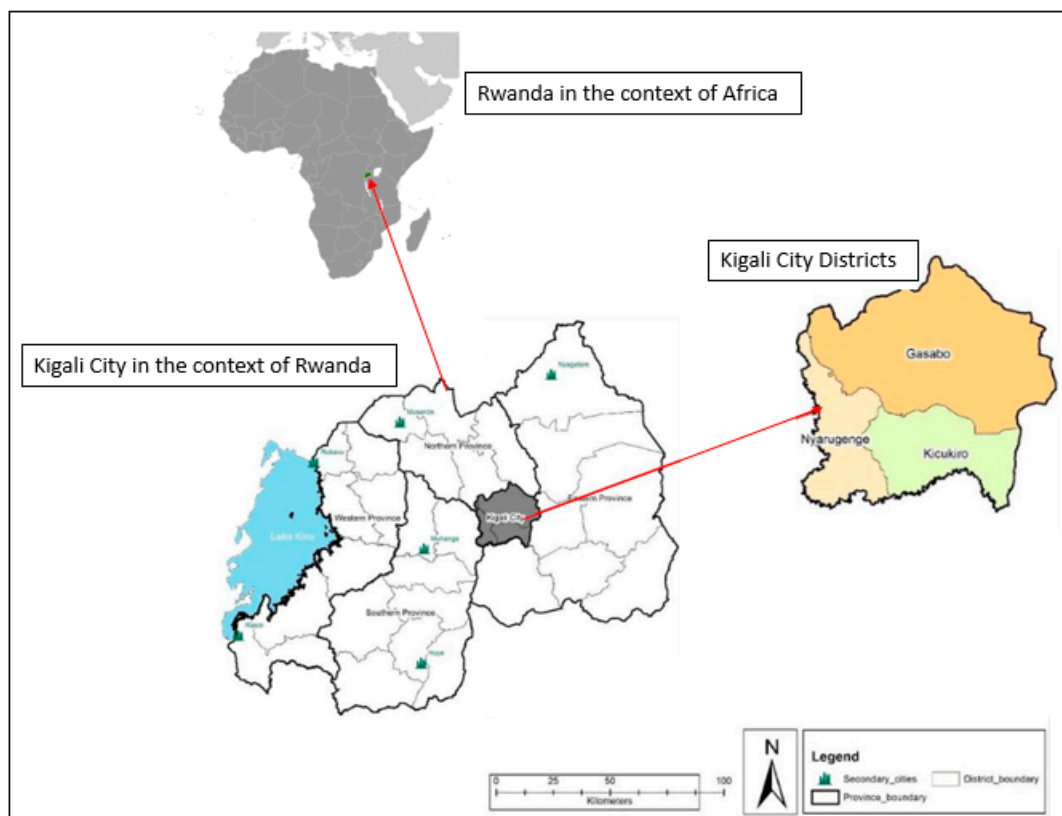 Rwanda in the context of Africa
Kigali City Districts
Gasabo
Nyarugenge
Kicukiro
Kigali City in the context of Rwanda
Nyagatare
Musanze
Northern Province
Rubavu
Western Province
Lake Kivu
Kigali City
Eastern Province
Muhanga
Southern Province
Rusizi
Huye
N
0 25 50 100
Kilometers
Legend
Secondary_cities
District_boundary
Province_boundary